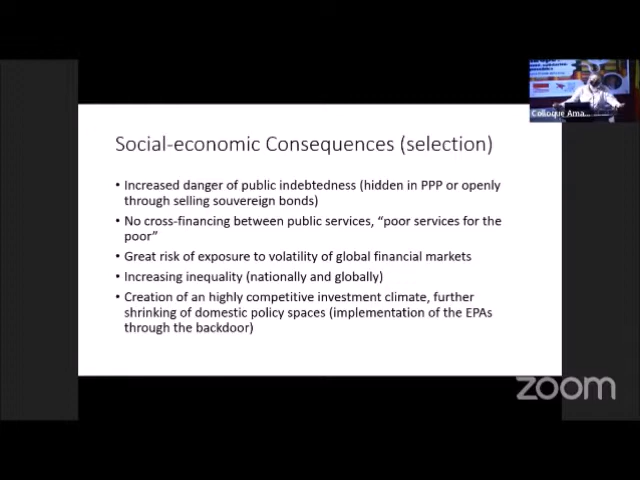 Colloque Ama...
Social-economic Consequences (selection)
• Increased danger of public indebtedness (hidden in PPP or openly
through selling souvereign bonds)
• No cross-financing between public services, “poor services for the
poor”
• Great risk of exposure to volatility of global financial markets
• Increasing inequality (nationally and globally)
• Creation of an highly competitive investment climate, further
shrinking of domestic policy spaces (implementation of the EPAs
through the backdoor)
zoom